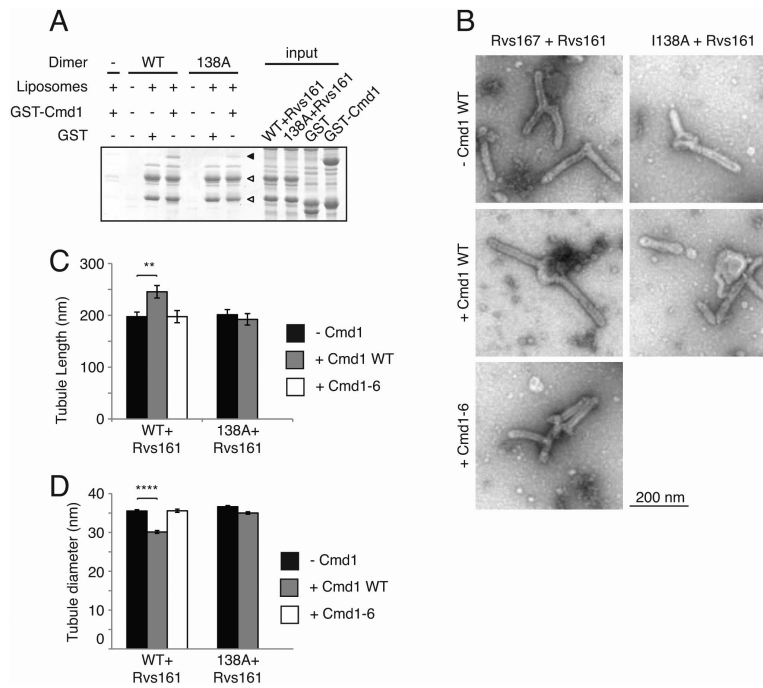 A
Dimer - WT 138A input
Liposomes + + + + + + +
GST-Cmd1 + - - + - - +
GST - - + - - + -
WT+Rvs161
138A+Rvs161
GST
GST-Cmd1
B
Rvs167 + Rvs161
I138A + Rvs161
- Cmd1 WT
+ Cmd1 WT
+ Cmd1-6
200 nm
C
Tubule Length (nm)
300
200
100
0
**
WT+
Rvs161
138A+
Rvs161
- Cmd1
+ Cmd1 WT
+ Cmd1-6
D
Tubule diameter (nm)
40
30
20
10
0
****
WT+
Rvs161
138A+
Rvs161
- Cmd1
+ Cmd1 WT
+ Cmd1-6